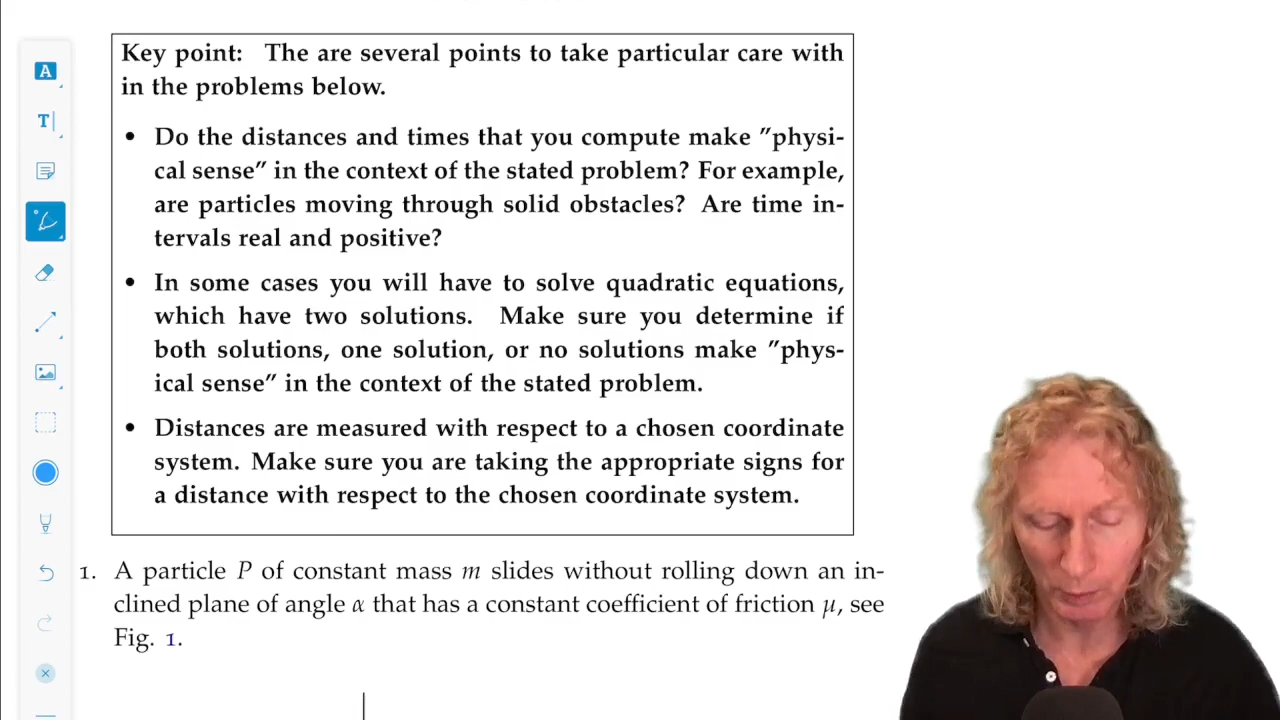 Key point: The are several points to take particular care with
in the problems below.
• Do the distances and times that you compute make ”physi-
cal sense” in the context of the stated problem? For example,
are particles moving through solid obstacles? Are time in-
tervals real and positive?
• In some cases you will have to solve quadratic equations,
which have two solutions. Make sure you determine if
both solutions, one solution, or no solutions make ”phys-
ical sense” in the context of the stated problem.
• Distances are measured with respect to a chosen coordinate
system. Make sure you are taking the appropriate signs for
a distance with respect to the chosen coordinate system.
1. A particle P of constant mass m slides without rolling down an in-
clined plane of angle α that has a constant coefficient of friction μ, see
Fig. 1.
A
T